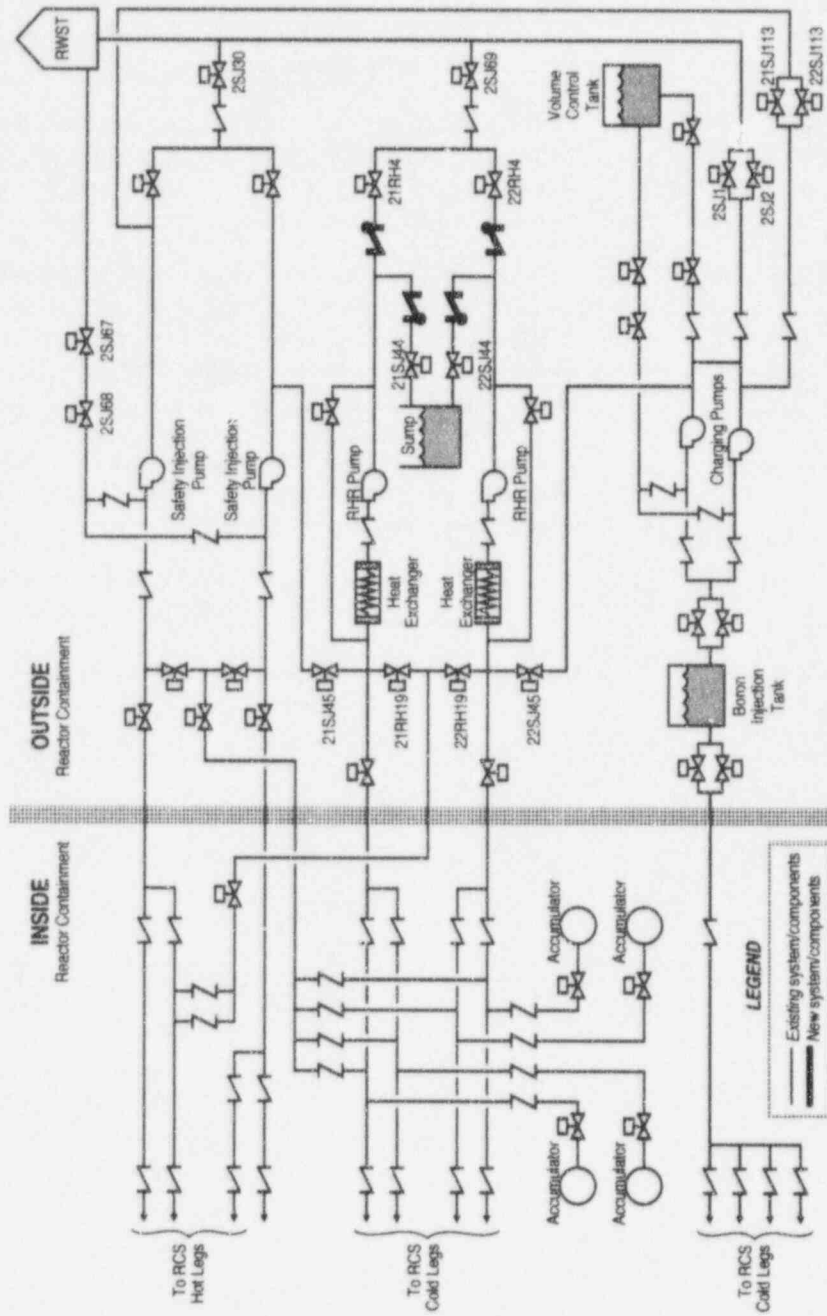 INSIDE
Reactor Containment
OUTSIDE
Reactor Containment
RWST
2SJ68
2SJ67
2SJ30
Safety Injection
Pump
Safety Injection
Pump
2SJ69
21RH4
22RH4
21SJ44
22SJ44
Sump
RHR Pump
RHR Pump
Heat
Exchanger
Heat
Exchanger
21SJ45
21RH19
22RH19
22SJ45
Volume
Control
Tank
2SJ1
2SJ2
21SJ113
22SJ113
Charging Pumps
Boron
Injection
Tank
Accumulator
Accumulator
Accumulator
Accumulator
To RCS
Hot Legs
To RCS
Cold Legs
To RCS
Cold Legs
LEGEND
Existing system/components
New system/components